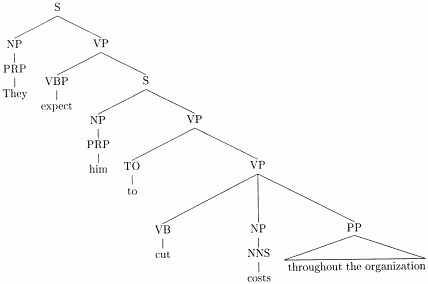 S
NP VP
PRP VBP S
They expect NP VP
PRP TO VP
him to
VB NP PP
cut NNS throughout the organization
costs